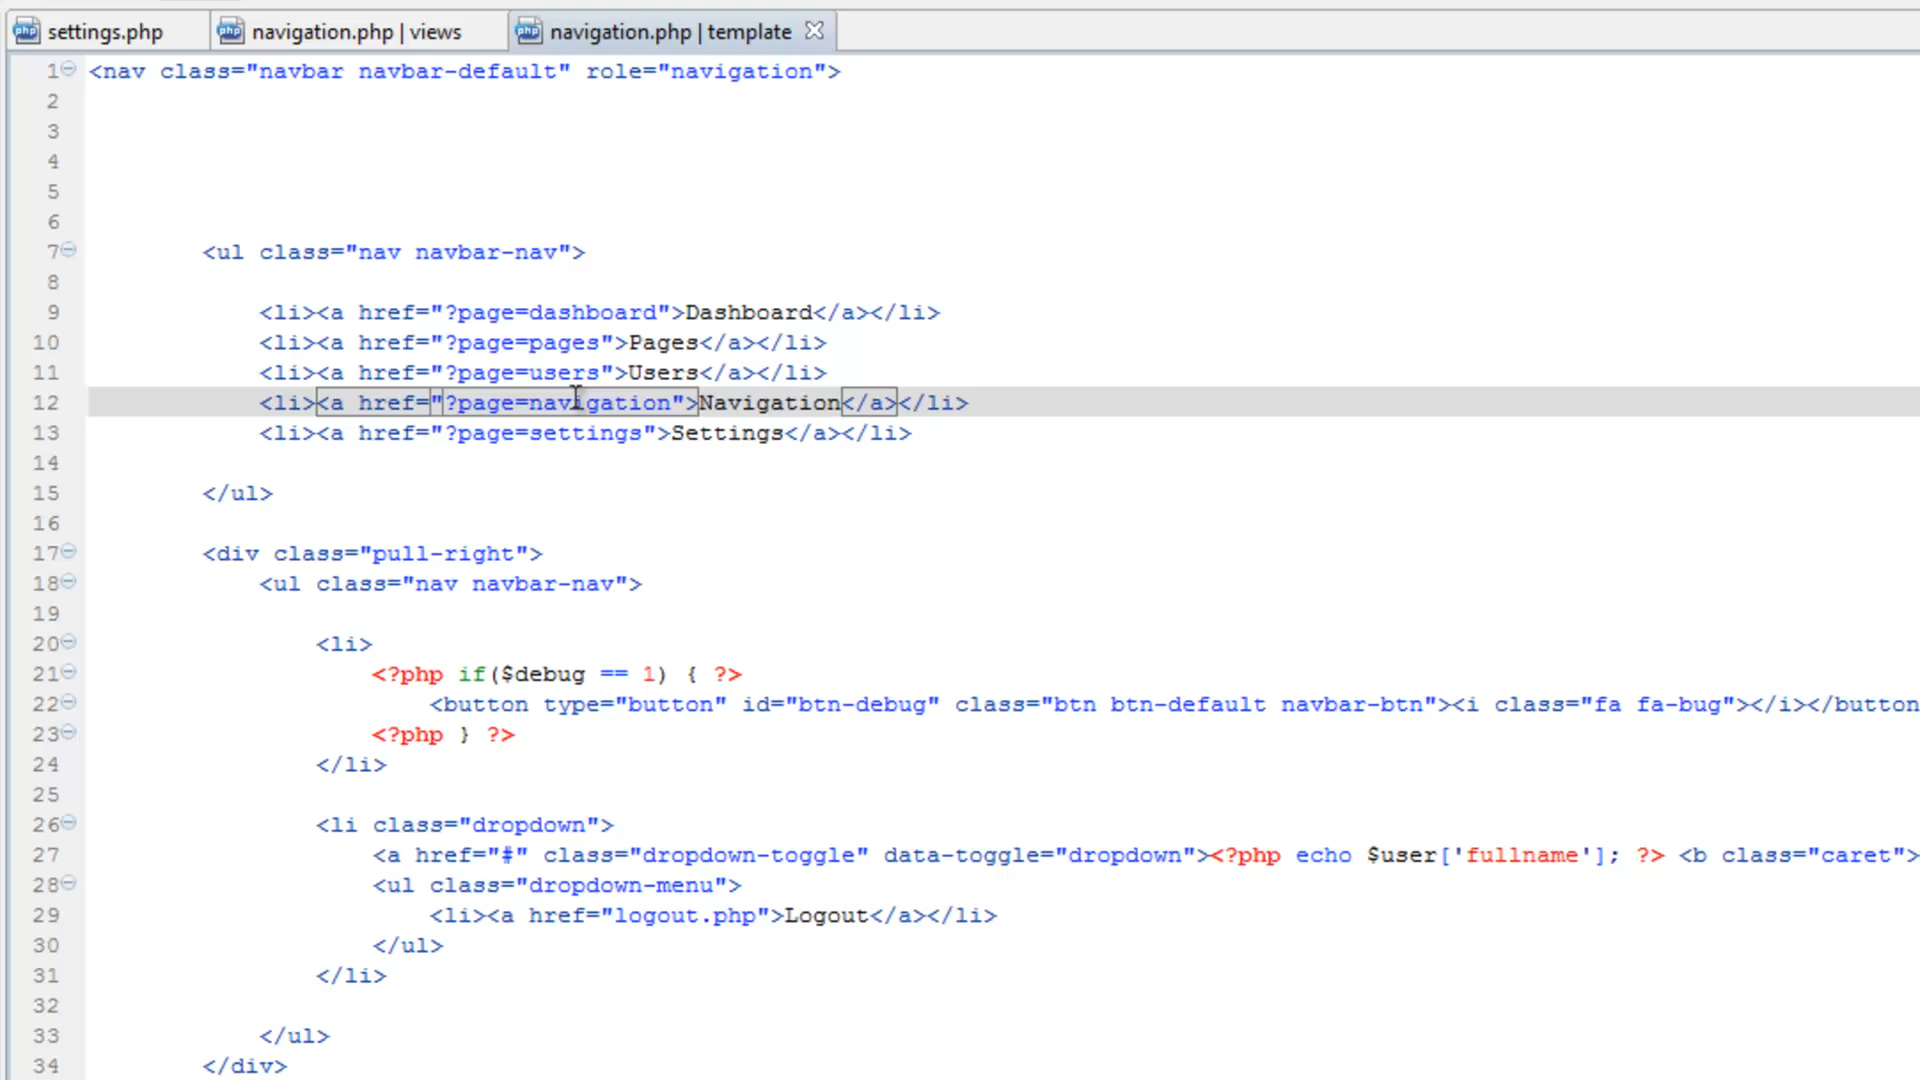 settings.php
navigation.php | views
navigation.php | template
1 <nav class="navbar navbar-default" role="navigation">
2
3
4
5
6
7 <ul class="nav navbar-nav">
8
9 <li><a href="?page=dashboard">Dashboard</a></li>
10 <li><a href="?page=pages">Pages</a></li>
11 <li><a href="?page=users">Users</a></li>
12 <li><a href="?page=navigation">Navigation</a></li>
13 <li><a href="?page=settings">Settings</a></li>
14
15 </ul>
16
17 <div class="pull-right">
18 <ul class="nav navbar-nav">
19
20 <li>
21 <?php if($debug == 1) { ?>
22 <button type="button" id="btn-debug" class="btn btn-default navbar-btn"><i class="fa fa-bug"></i></button
23 <?php } ?>
24 </li>
25
26 <li class="dropdown">
27 <a href="#" class="dropdown-toggle" data-toggle="dropdown"><?php echo $user['fullname']; ?> <b class="caret">
28 <ul class="dropdown-menu">
29 <li><a href="logout.php">Logout</a></li>
30 </ul>
31 </li>
32
33 </ul>
34 </div>